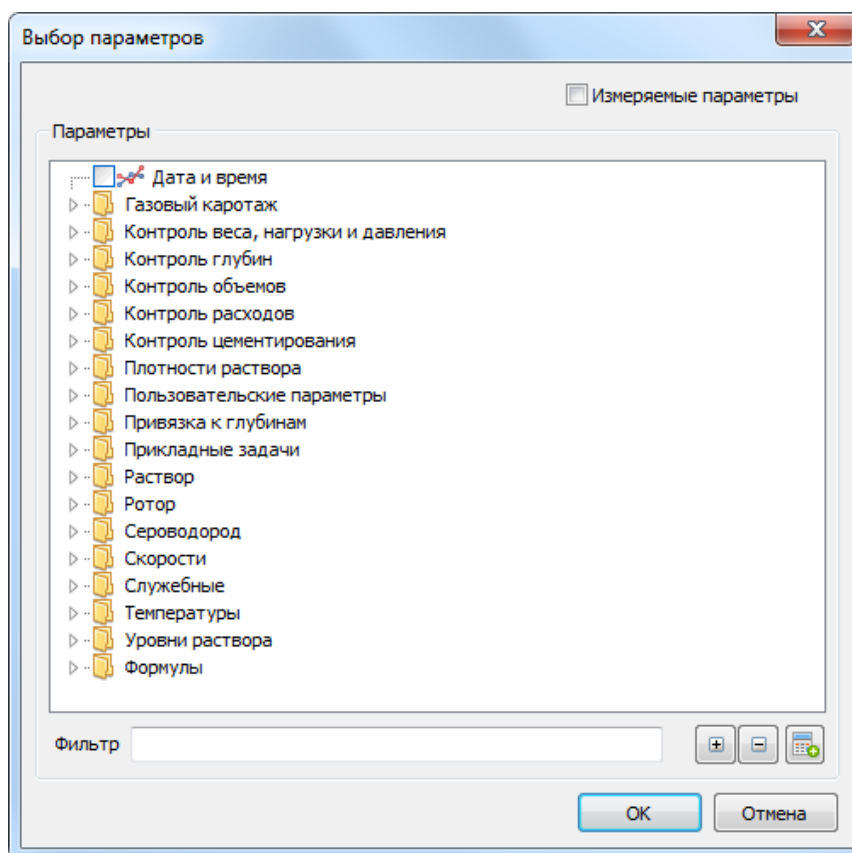 Выбор параметров
Измеряемые параметры
Параметры
Дата и время
Газовый каротаж
Контроль веса, нагрузки и давления
Контроль глубин
Контроль объемов
Контроль расходов
Контроль цементирования
Плотности раствора
Пользовательские параметры
Привязка к глубинам
Прикладные задачи
Раствор
Ротор
Сероводород
Скорости
Служебные
Температуры
Уровни раствора
Формулы
Фильтр
OK Отмена